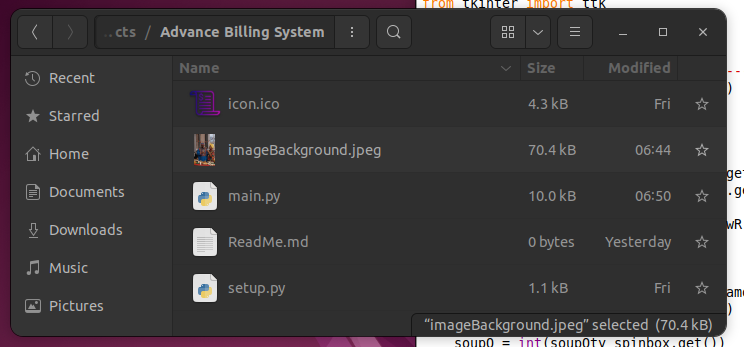 from tkinter import ttk
..cts / Advance Billing System
Name Size Modified
Recent
Starred
Home
Documents
Downloads
Music
Pictures
icon.ico 4.3 kB Fri
imageBackground.jpeg 70.4 kB 06:44
main.py 10.0 kB 06:50
ReadMe.md 0 bytes Yesterday
setup.py 1.1 kB Fri
“imageBackground.jpeg” selected (70.4 kB)
soupQ = int(soupQty_spinbox.get())